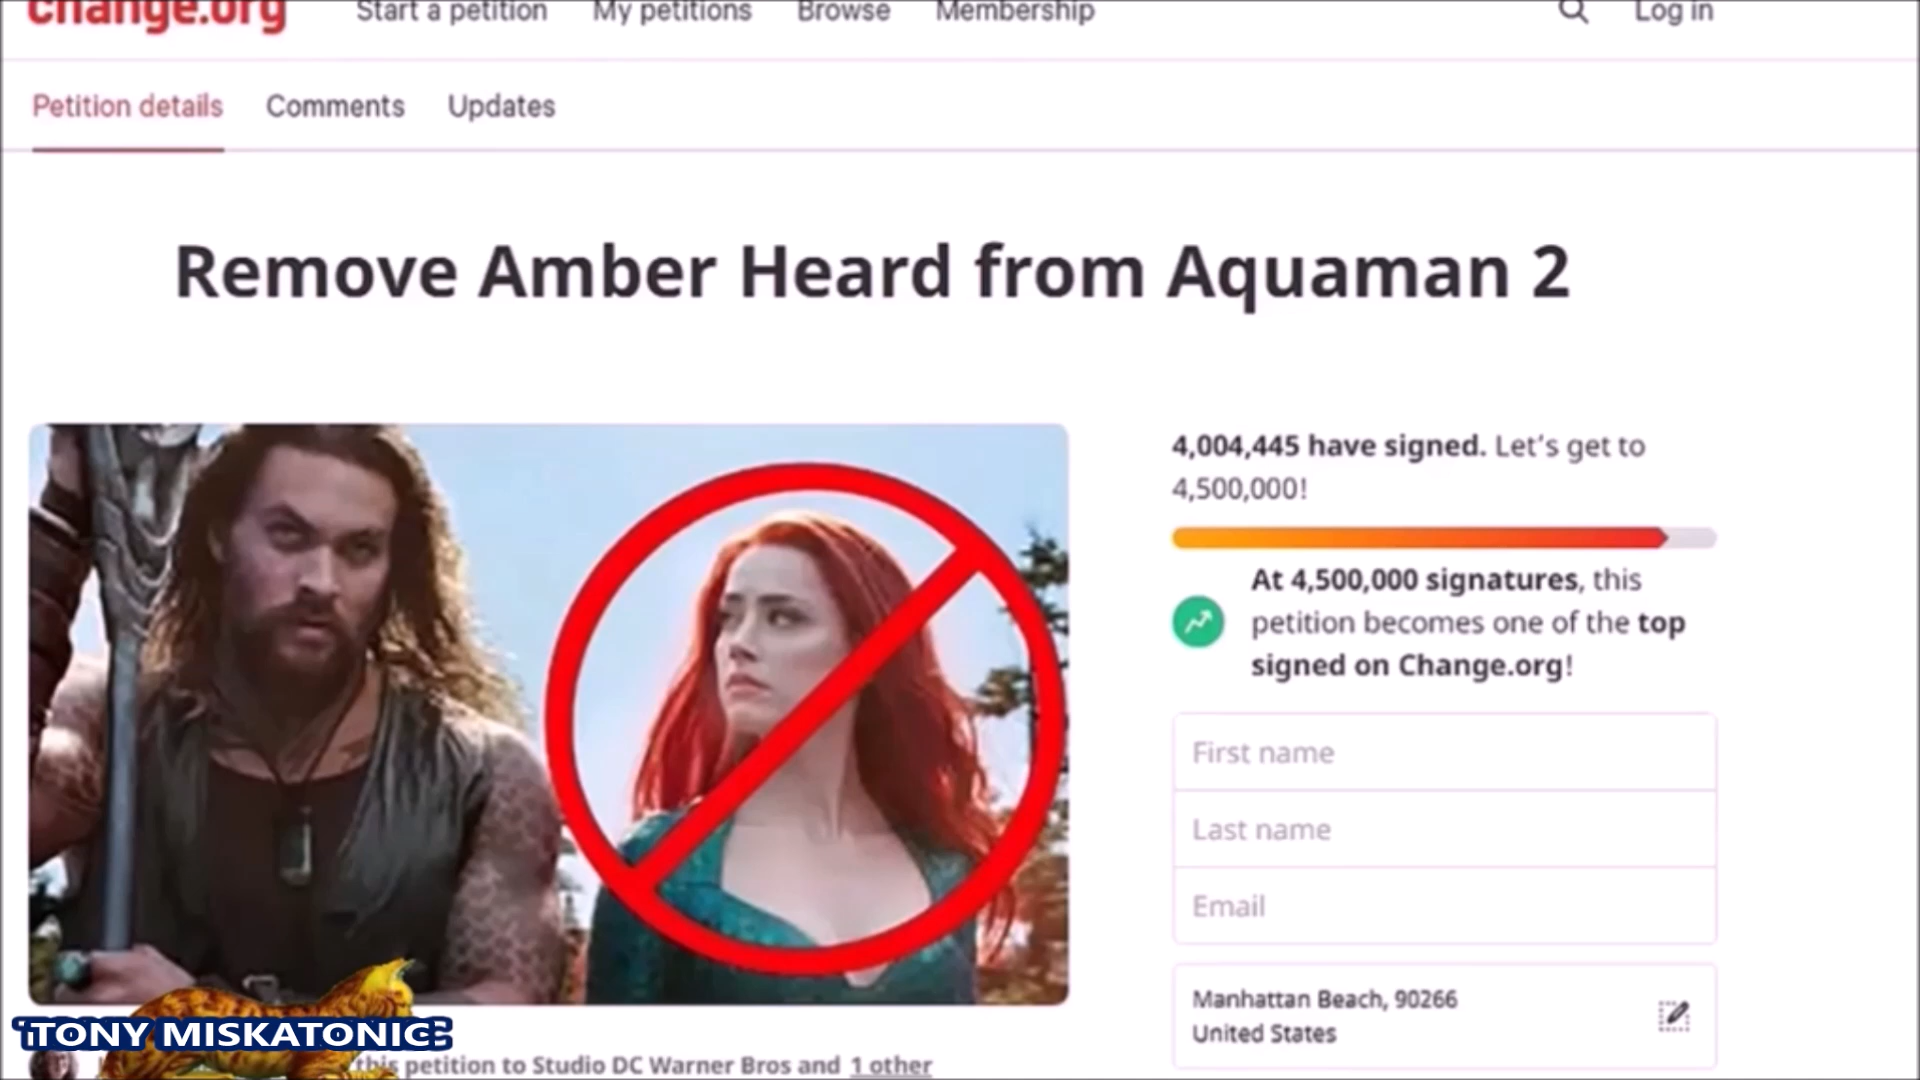 change.org Start a petition My petitions Browse Membership Log in
Petition details Comments Updates
Remove Amber Heard from Aquaman 2
4,004,445 have signed. Let's get to
4,500,000!
At 4,500,000 signatures, this
petition becomes one of the top
signed on Change.org!
First name
Last name
Email
Manhattan Beach, 90266
United States
TONY MISKATONIC
this petition to Studio DC Warner Bros and 1 other